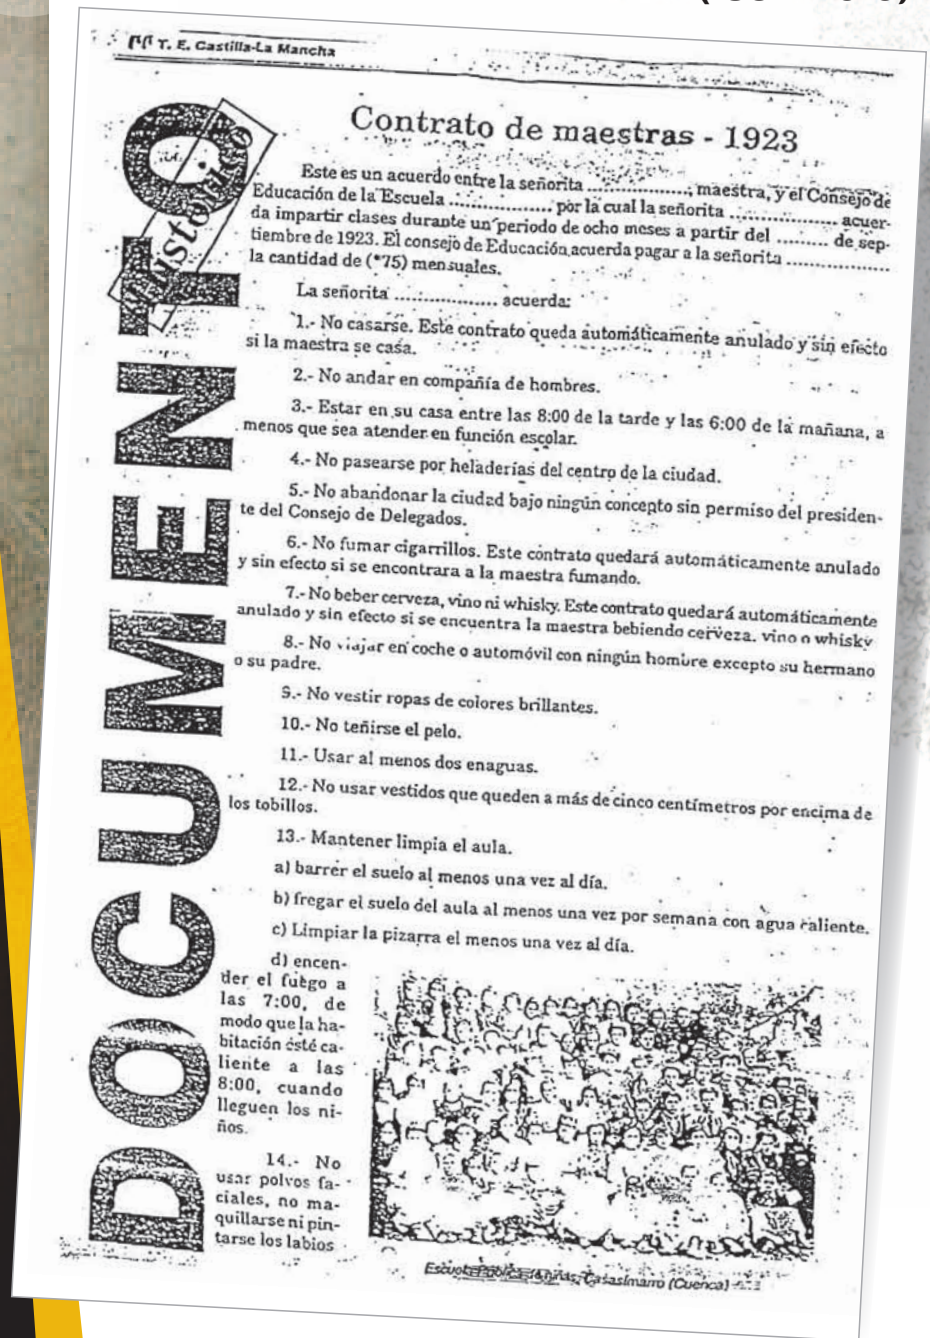 T. E. Castilla-La Mancha
DOCUMENTO
Contrato de maestras - 1923
Este es un acuerdo entre la señorita .................. maestra, y el Consejo de
Educación de la Escuela .................. por la cual la señorita .................. acuer-
da impartir clases durante un periodo de ocho meses a partir del ......... de sep-
tiembre de 1923. El consejo de Educación acuerda pagar a la señorita ..................
la cantidad de (*75) mensuales.
La señorita .................. acuerda:
1.- No casarse. Este contrato queda automáticamente anulado y sin efecto
si la maestra se casa.
2.- No andar en compañía de hombres.
3.- Estar en su casa entre las 8:00 de la tarde y las 6:00 de la mañana, a
menos que sea atender en función escolar.
4.- No pasearse por heladerías del centro de la ciudad.
5.- No abandonar la ciudad bajo ningún concepto sin permiso del presiden-
te del Consejo de Delegados.
6.- No fumar cigarrillos. Este contrato quedará automáticamente anulado
y sin efecto si se encontrara a la maestra fumando.
7.- No beber cerveza, vino ni whisky. Este contrato quedará automáticamente
anulado y sin efecto si se encuentra la maestra bebiendo cerveza, vino o whisky
8.- No viajar en coche o automóvil con ningún hombre excepto su hermano
o su padre.
9.- No vestir ropas de colores brillantes.
10.- No teñirse el pelo.
11.- Usar al menos dos enaguas.
12.- No usar vestidos que queden a más de cinco centímetros por encima de
los tobillos.
13.- Mantener limpia el aula.
a) barrer el suelo al menos una vez al día.
b) fregar el suelo del aula al menos una vez por semana con agua caliente.
c) Limpiar la pizarra el menos una vez al día.
d) encen-
der el fuego a
las 7:00, de
modo que la ha-
bitación esté ca-
liente a las
8:00, cuando
lleguen los ni-
ños.
14.- No
usar polvos fa-
ciales, no ma-
quillarse ni pin-
tarse los labios
Casasimarro (Cuenca)